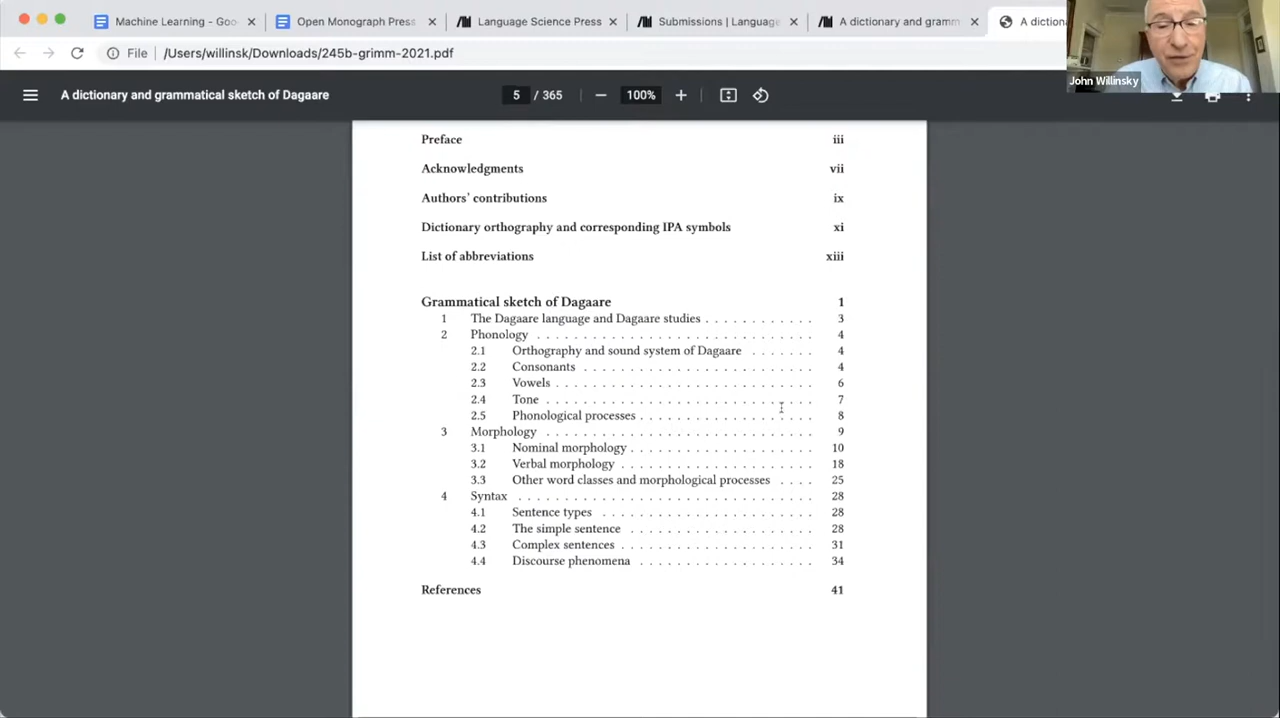 Machine Learning - Goo
Open Monograph Press
Language Science Press
Submissions | Language
A dictionary and gramm
A diction
File
/Users/willinsk/Downloads/245b-grimm-2021.pdf
John Willinsky
A dictionary and grammatical sketch of Dagaare
5 / 365
100%
Preface iii
Acknowledgments vii
Authors' contributions ix
Dictionary orthography and corresponding IPA symbols xi
List of abbreviations xiii
Grammatical sketch of Dagaare 1
1 The Dagaare language and Dagaare studies . . . . . . . . . . . . 3
2 Phonology . . . . . . . . . . . . . . . . . . . . . . . . . . . . 4
2.1 Orthography and sound system of Dagaare . . . . . . . 4
2.2 Consonants . . . . . . . . . . . . . . . . . . . . . . . 4
2.3 Vowels . . . . . . . . . . . . . . . . . . . . . . . . . 6
2.4 Tone . . . . . . . . . . . . . . . . . . . . . . . . . . 7
2.5 Phonological processes . . . . . . . . . . . . . . . . . 8
3 Morphology . . . . . . . . . . . . . . . . . . . . . . . . . . . 9
3.1 Nominal morphology . . . . . . . . . . . . . . . . . . 10
3.2 Verbal morphology . . . . . . . . . . . . . . . . . . . 18
3.3 Other word classes and morphological processes . . . . 25
4 Syntax . . . . . . . . . . . . . . . . . . . . . . . . . . . . . 28
4.1 Sentence types . . . . . . . . . . . . . . . . . . . . . 28
4.2 The simple sentence . . . . . . . . . . . . . . . . . . 28
4.3 Complex sentences . . . . . . . . . . . . . . . . . . . 31
4.4 Discourse phenomena . . . . . . . . . . . . . . . . . 34
References 41